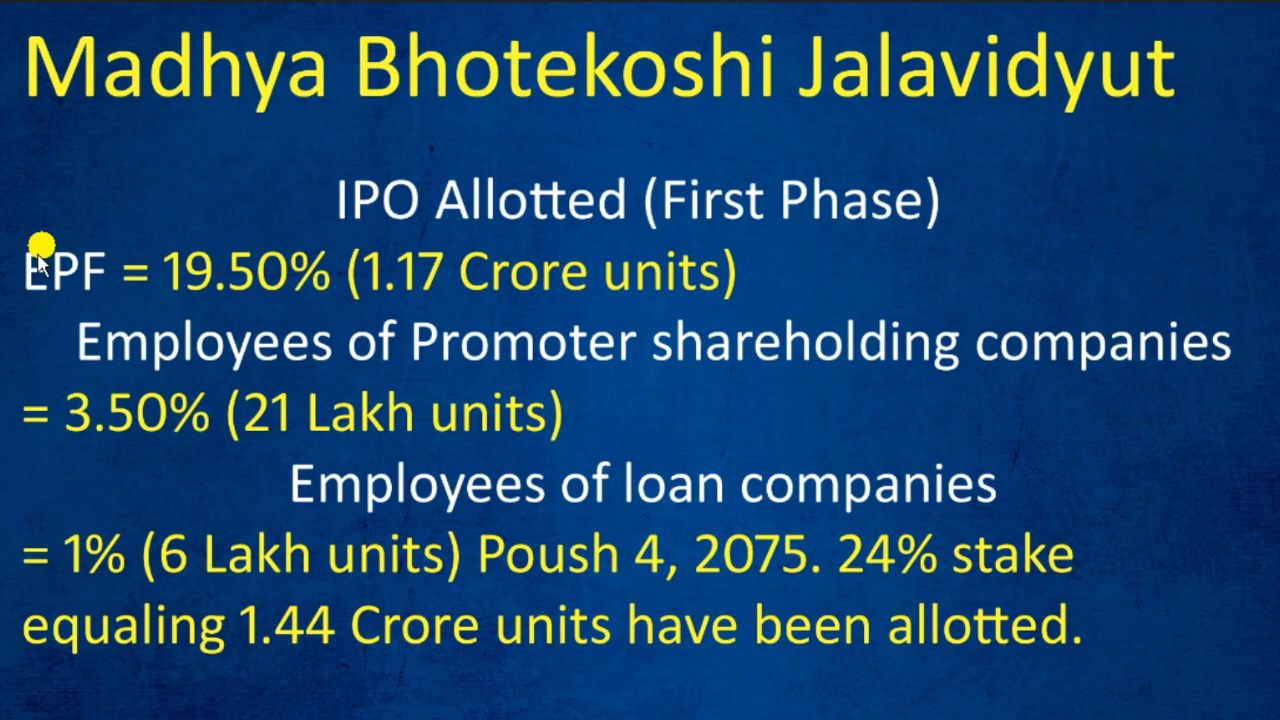 Madhya Bhotekoshi Jalavidyut
IPO Allotted (First Phase)
EPF = 19.50% (1.17 Crore units)
Employees of Promoter shareholding companies
= 3.50% (21 Lakh units)
Employees of loan companies
= 1% (6 Lakh units) Poush 4, 2075. 24% stake
equaling 1.44 Crore units have been allotted.